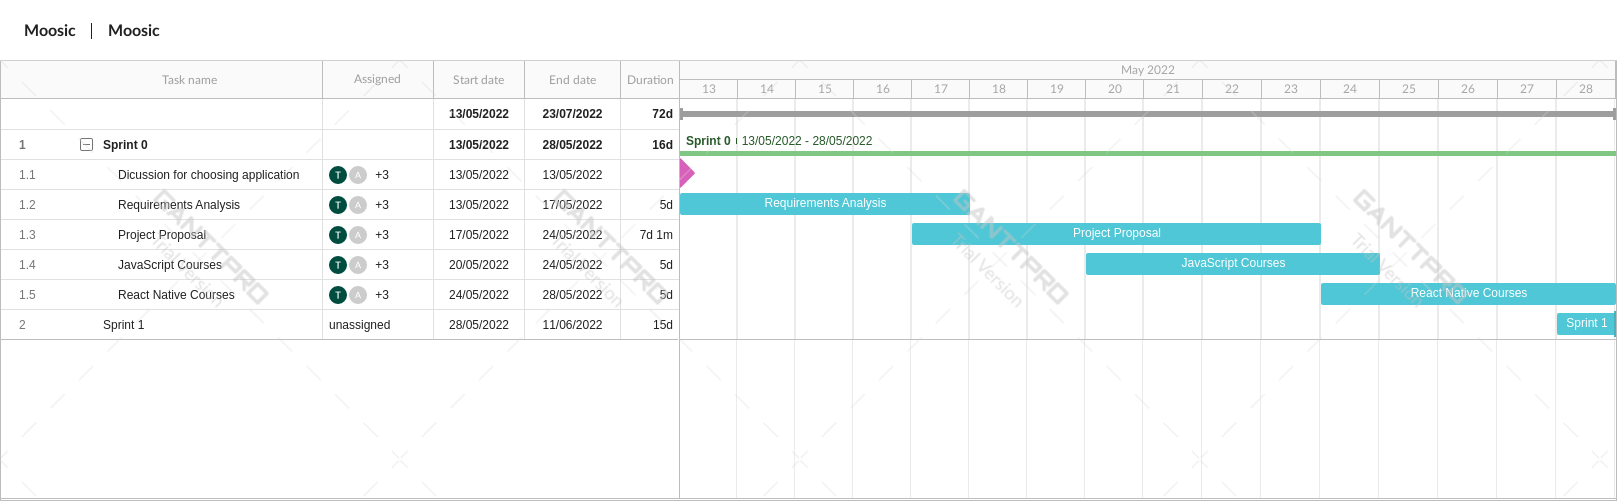 Moosic | Moosic
Task name Assigned Start date End date Duration May 2022
13 14 15 16 17 18 19 20 21 22 23 24 25 26 27 28
13/05/2022 23/07/2022 72d
1 Sprint 0 13/05/2022 28/05/2022 16d Sprint 0 13/05/2022 - 28/05/2022
1.1 Dicussion for choosing application T A +3 13/05/2022 13/05/2022
1.2 Requirements Analysis T A +3 13/05/2022 17/05/2022 5d Requirements Analysis
1.3 Project Proposal T A +3 17/05/2022 24/05/2022 7d 1m Project Proposal
1.4 JavaScript Courses T A +3 20/05/2022 24/05/2022 5d JavaScript Courses
1.5 React Native Courses T A +3 24/05/2022 28/05/2022 5d React Native Courses
2 Sprint 1 unassigned 28/05/2022 11/06/2022 15d Sprint 1
GANTTPRO
Trial Version
GANTTPRO
Trial Version
GANTTPRO
Trial Version
GANTTPRO
Trial Version